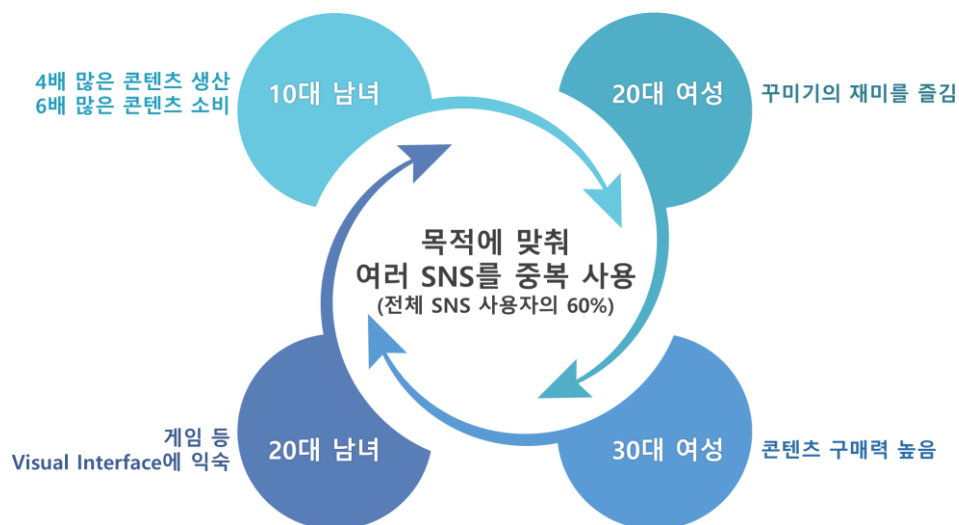 4배 많은 콘텐츠 생산
6배 많은 콘텐츠 소비
10대 남녀
20대 여성
꾸미기의 재미를 즐김
목적에 맞춰
여러 SNS를 중복 사용
(전체 SNS 사용자의 60%)
게임 등
Visual Interface에 익숙
20대 남녀
30대 여성
콘텐츠 구매력 높음